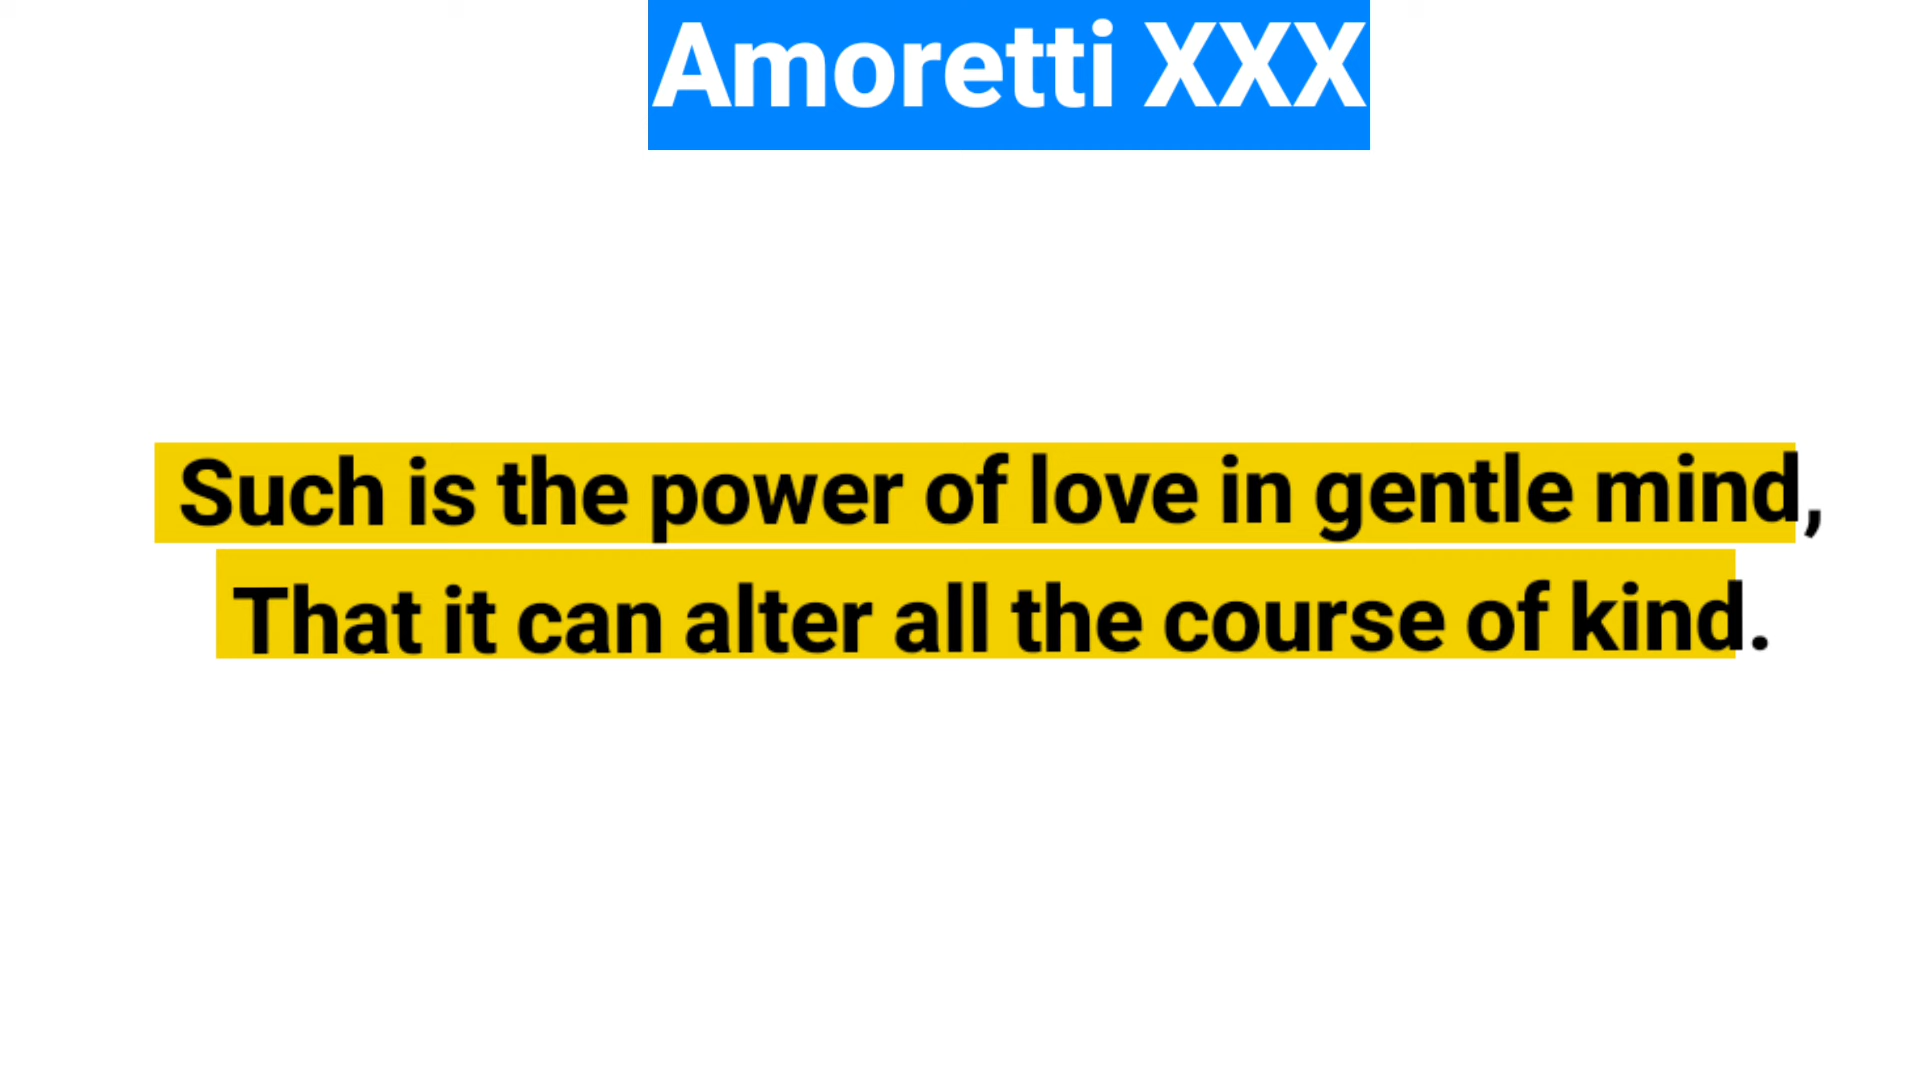 Amoretti XXX
Such is the power of love in gentle mind,
That it can alter all the course of kind.